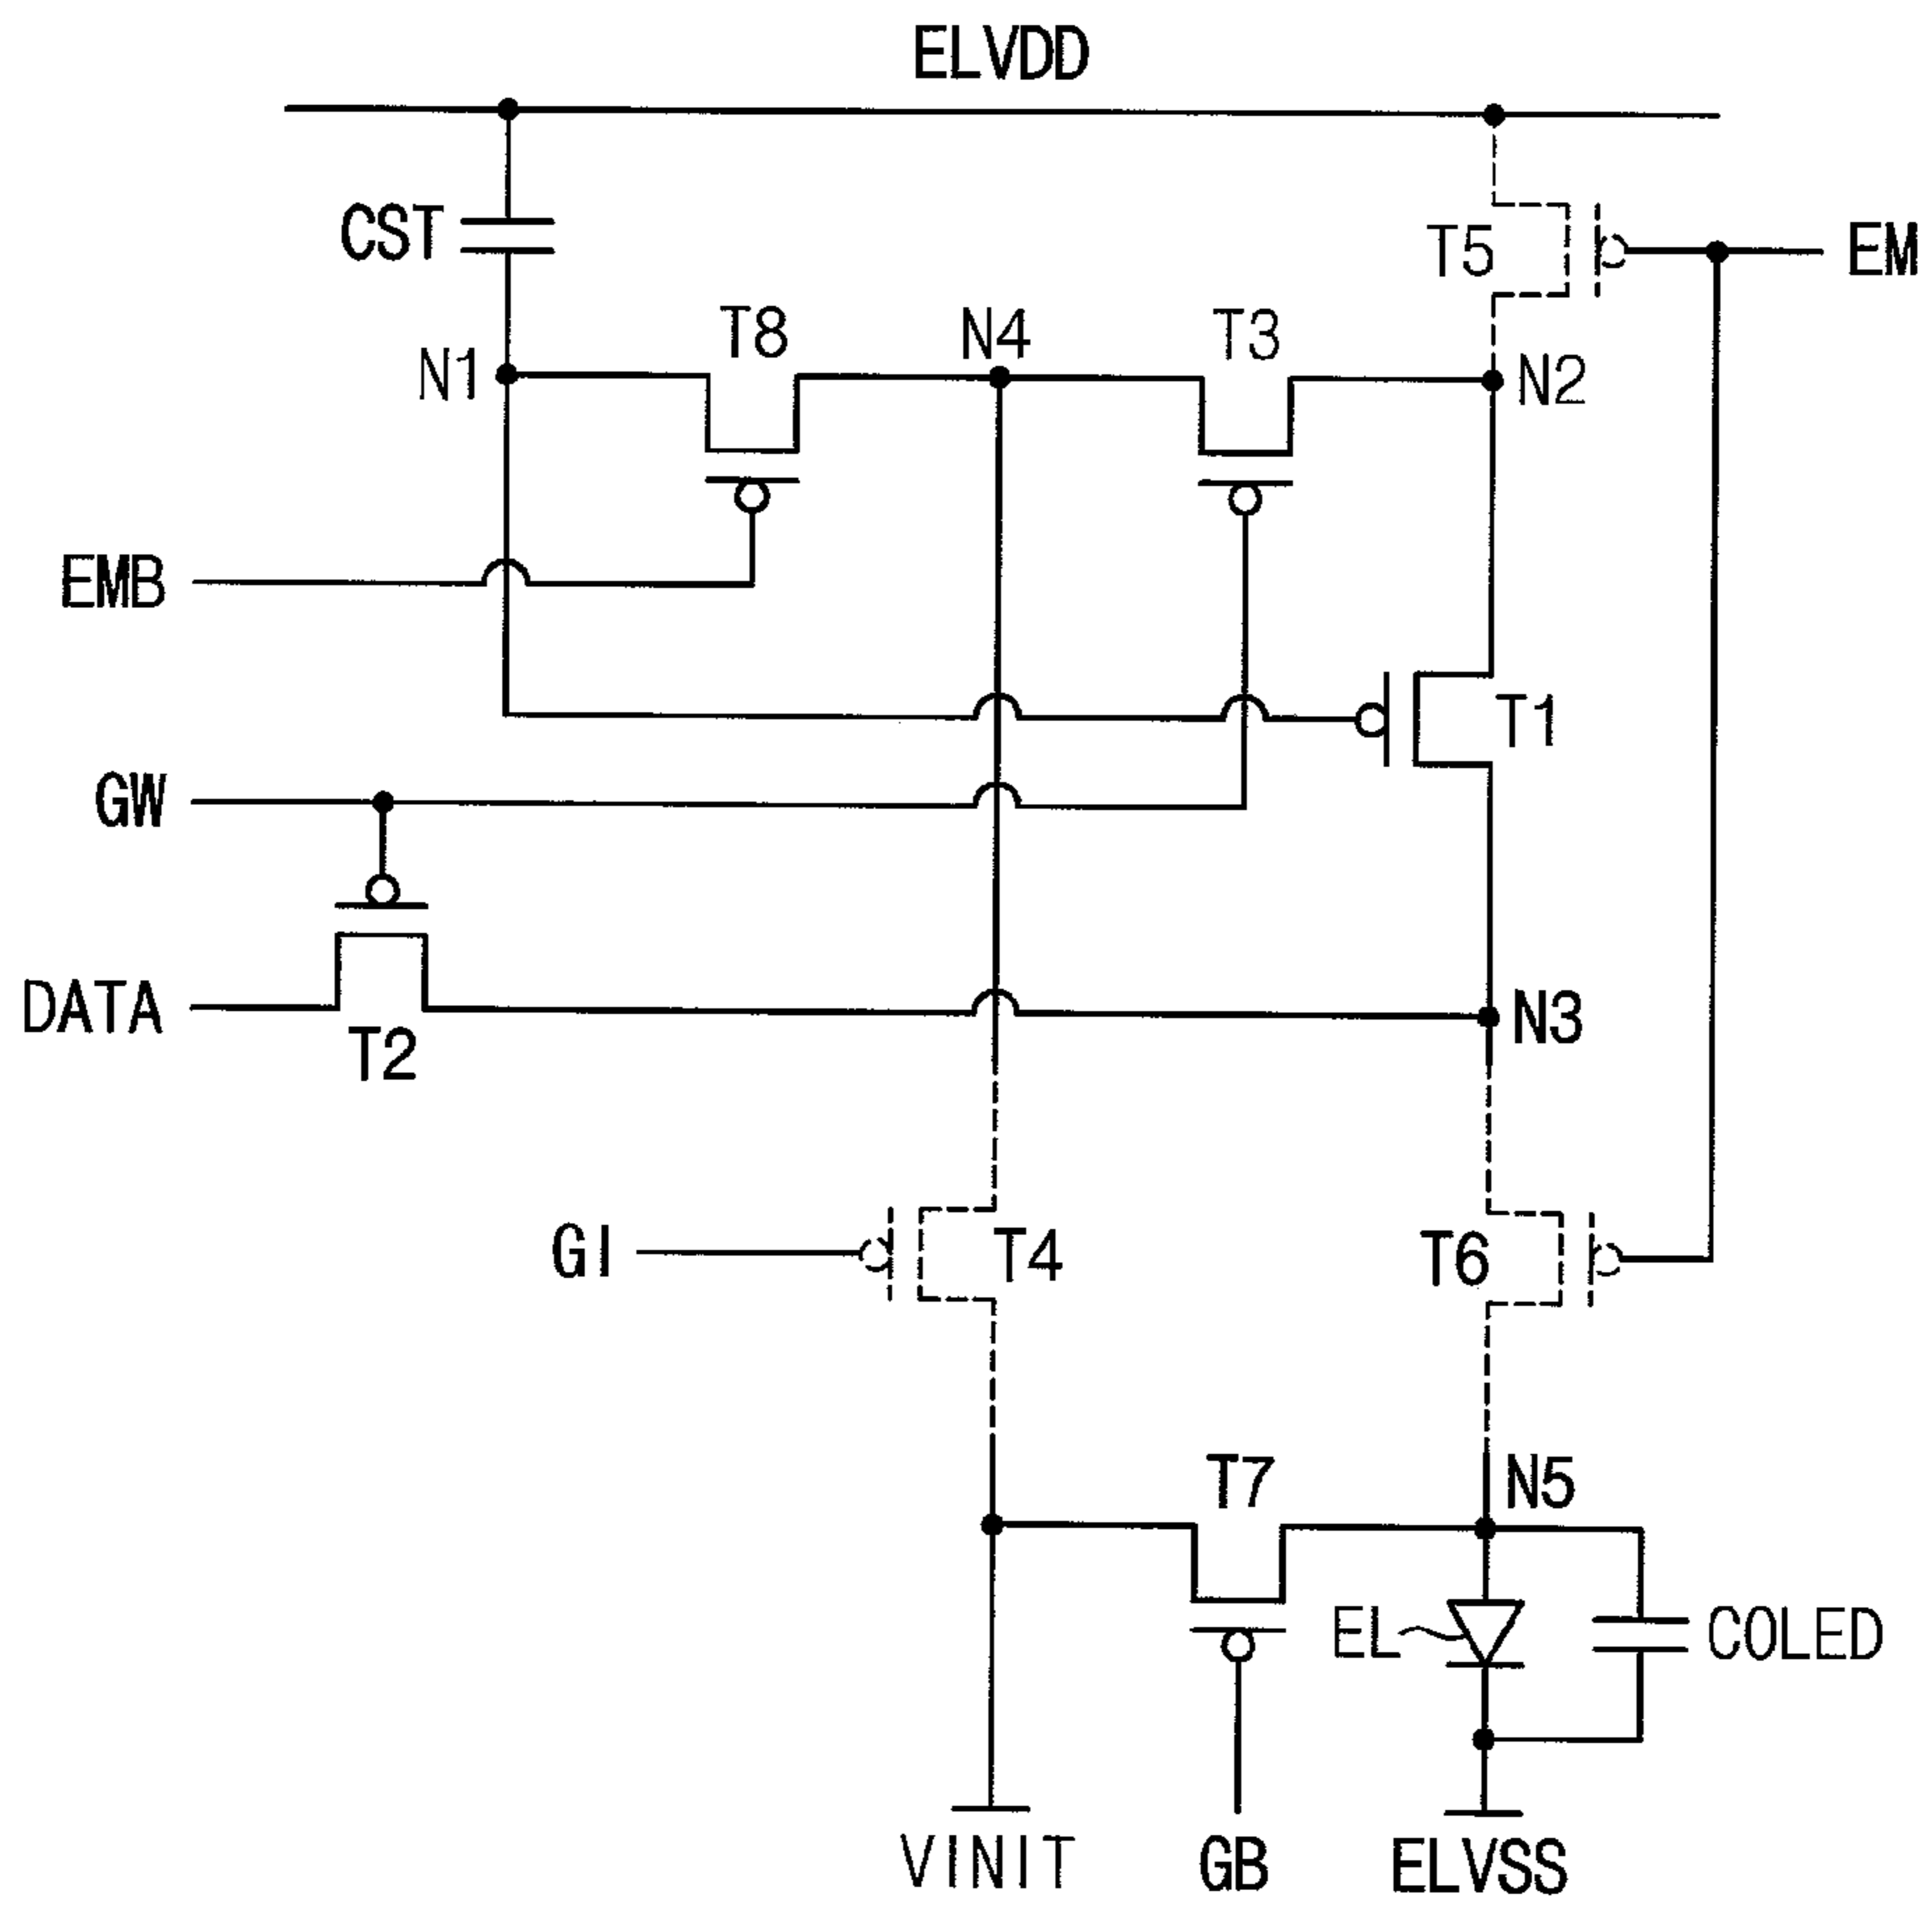 ELVDD
CST
T5
EM
T8
N4
T3
N1
N2
EMB
T1
GW
DATA
N3
T2
GI
T4
T6
T7
N5
EL
COLED
VINIT
GB
ELVSS